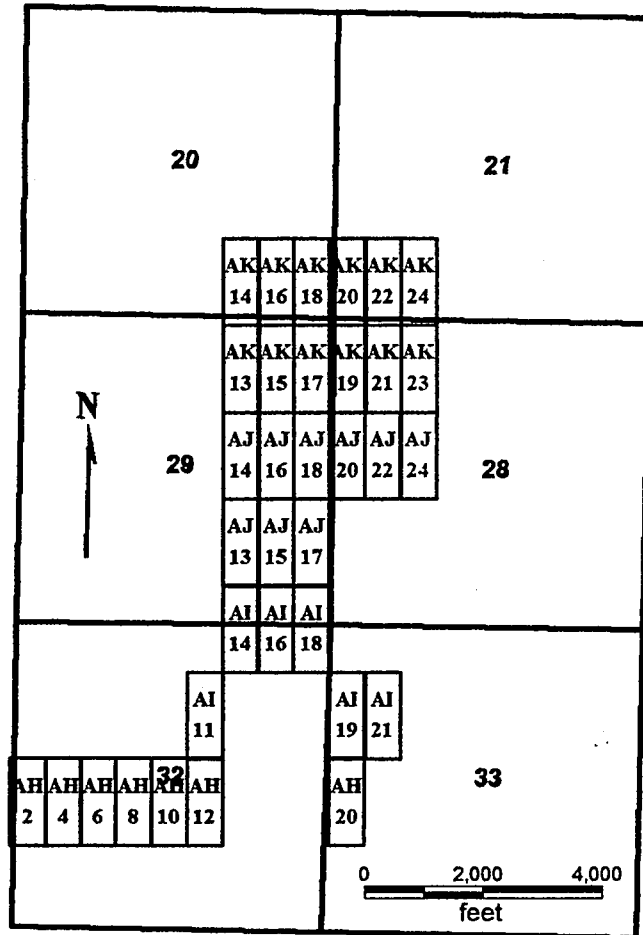 20
21
AK AK AK AK AK AK
14 16 18 20 22 24
AK AK AK AK AK AK
13 15 17 19 21 23
N
AJ AJ AJ AJ AJ AJ
29
14 16 18 20 22 24
28
AJ AJ AJ
13 15 17
AI AI AI
14 16 18
AI AI AI
11 19 21
32
33
AH AH AH AH AH AH AH
2 4 6 8 10 12 20
0 2,000 4,000
feet